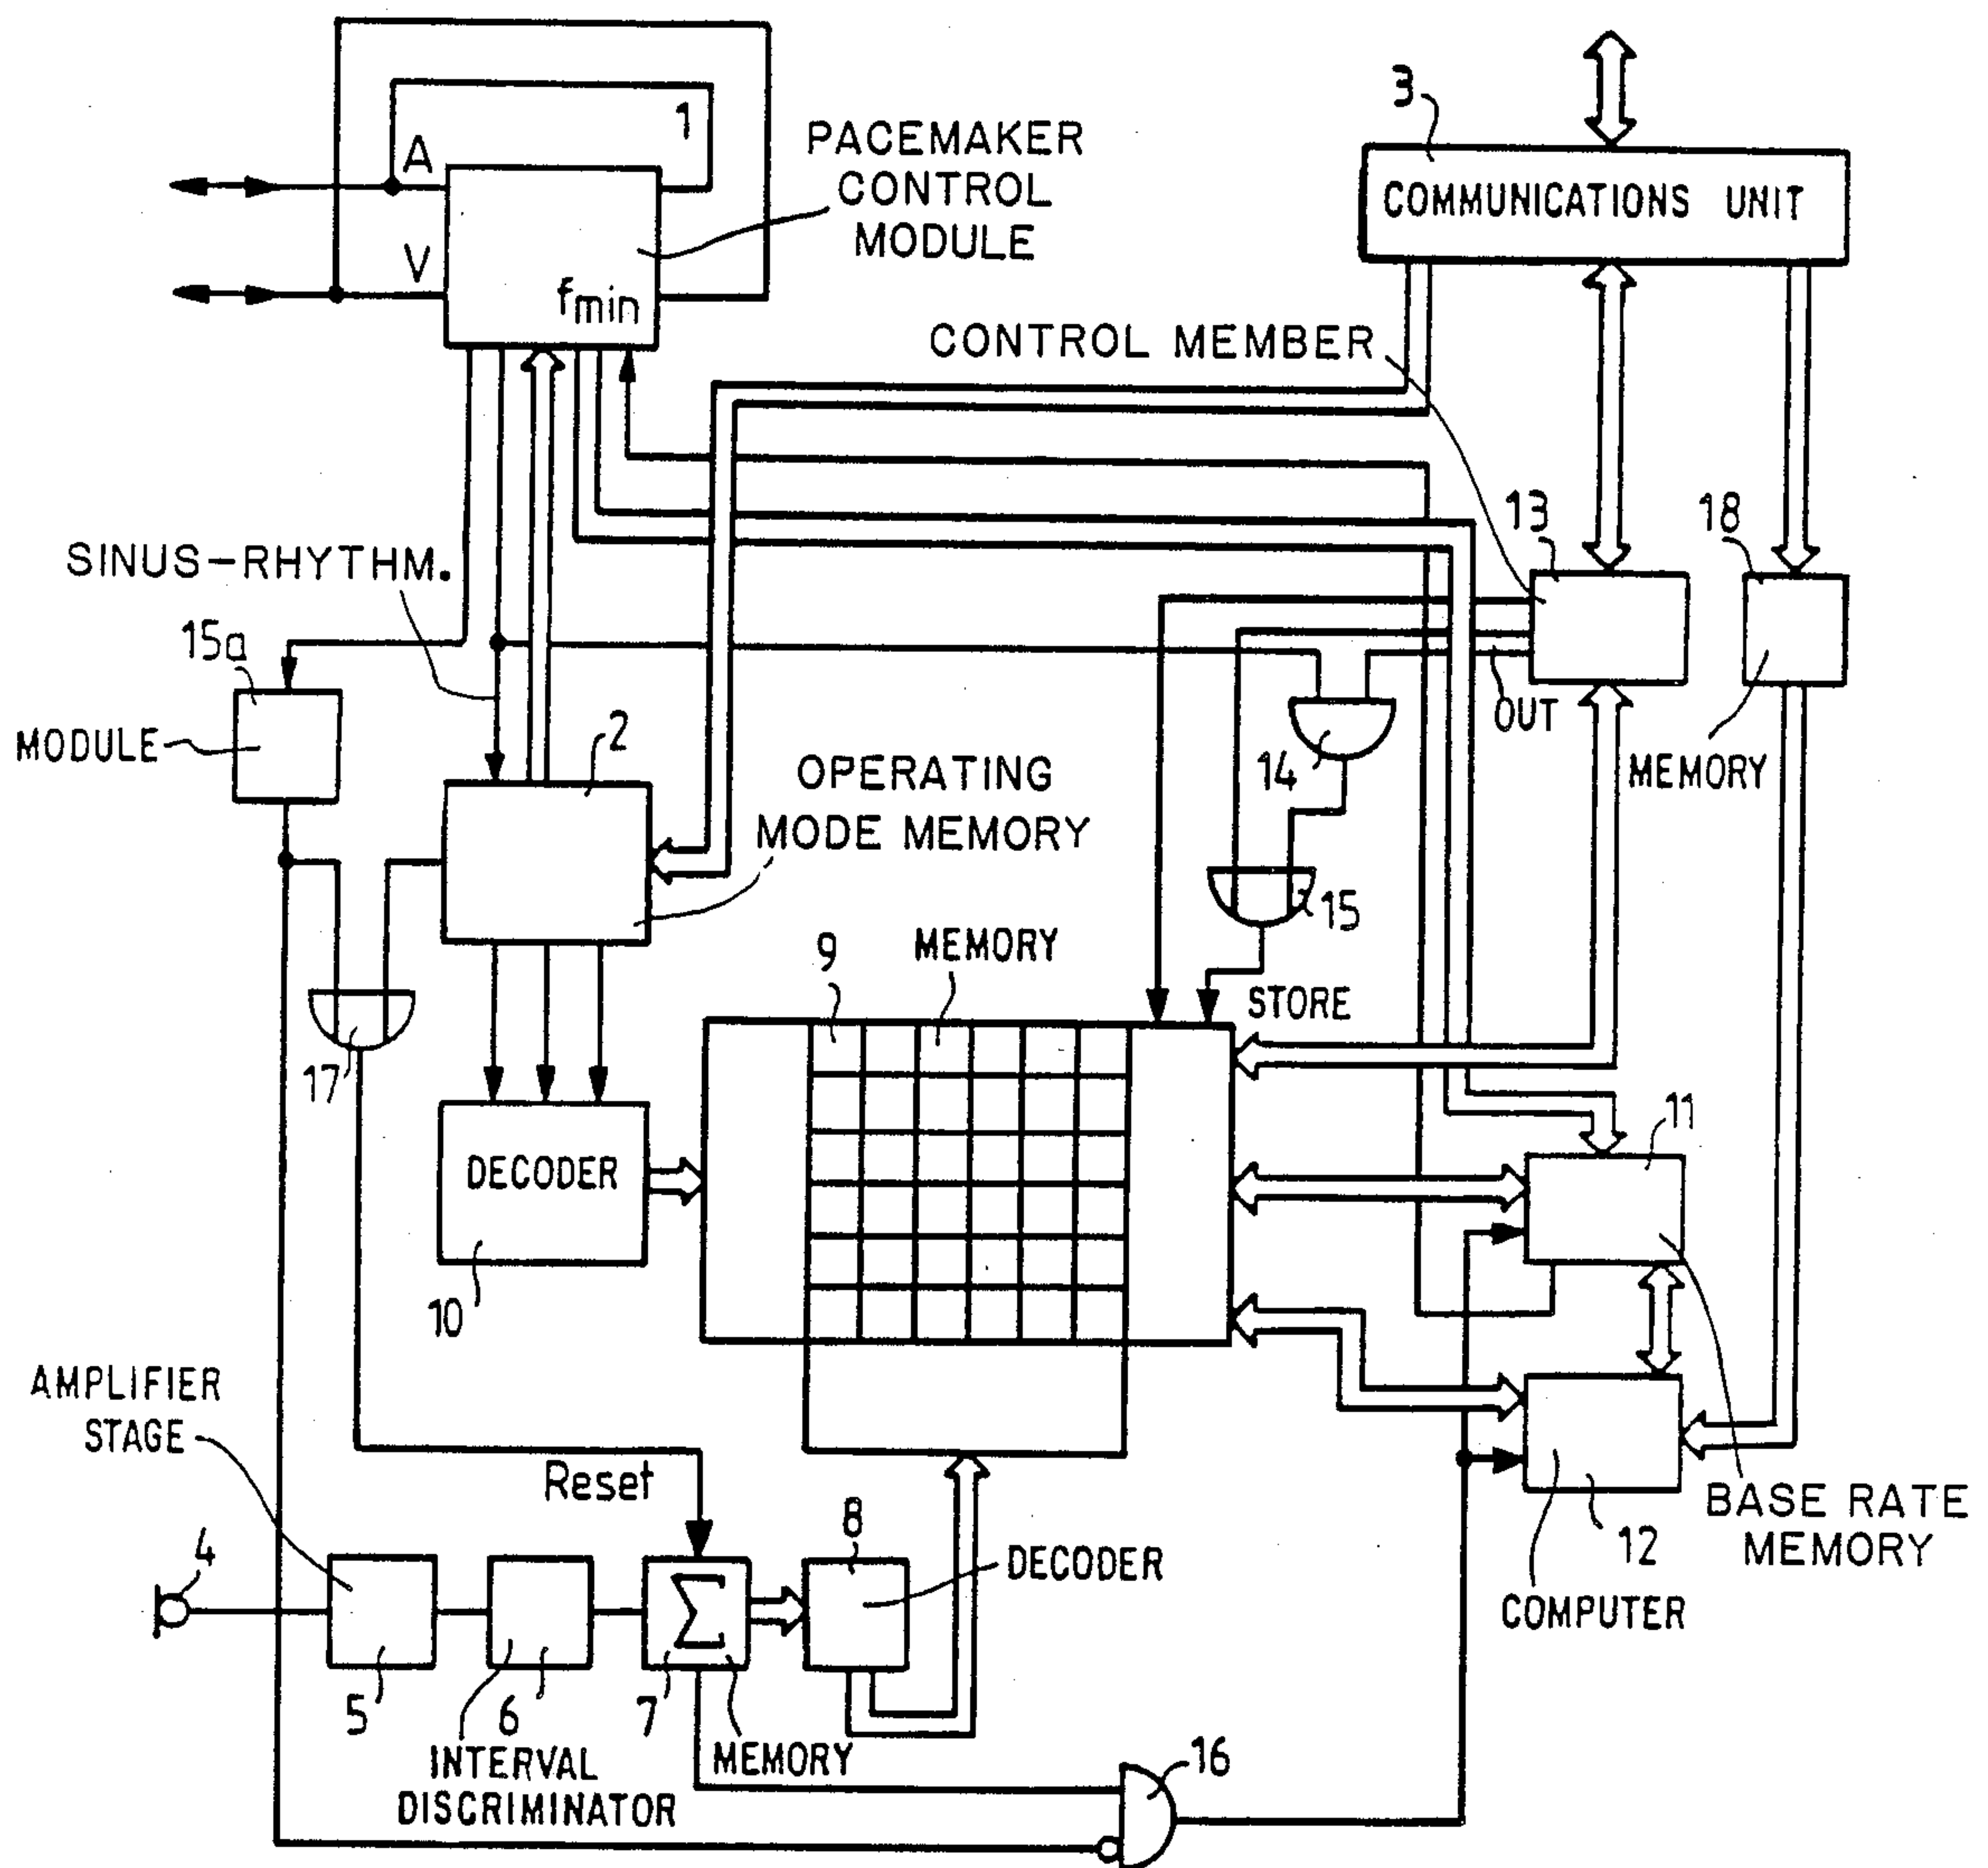 1
3
A
PACEMAKER
CONTROL
MODULE
COMMUNICATIONS UNIT
V
fmin
CONTROL MEMBER
13
18
SINUS-RHYTHM.
15a
OUT
MODULE
2
14
MEMORY
OPERATING
MODE MEMORY
15
9
MEMORY
STORE
17
11
DECODER
10
AMPLIFIER
STAGE
Reset
8
BASE RATE
MEMORY
12
4
DECODER
COMPUTER
Σ
5
6
7
MEMORY
16
INTERVAL
DISCRIMINATOR